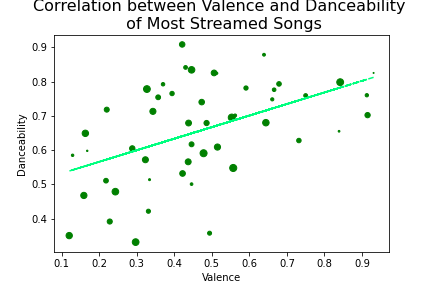 Correlation between Valence and Danceability
of Most Streamed Songs
0.9
0.8
0.7
0.6
0.5
0.4
Danceability
0.1 0.2 0.3 0.4 0.5 0.6 0.7 0.8 0.9
Valence